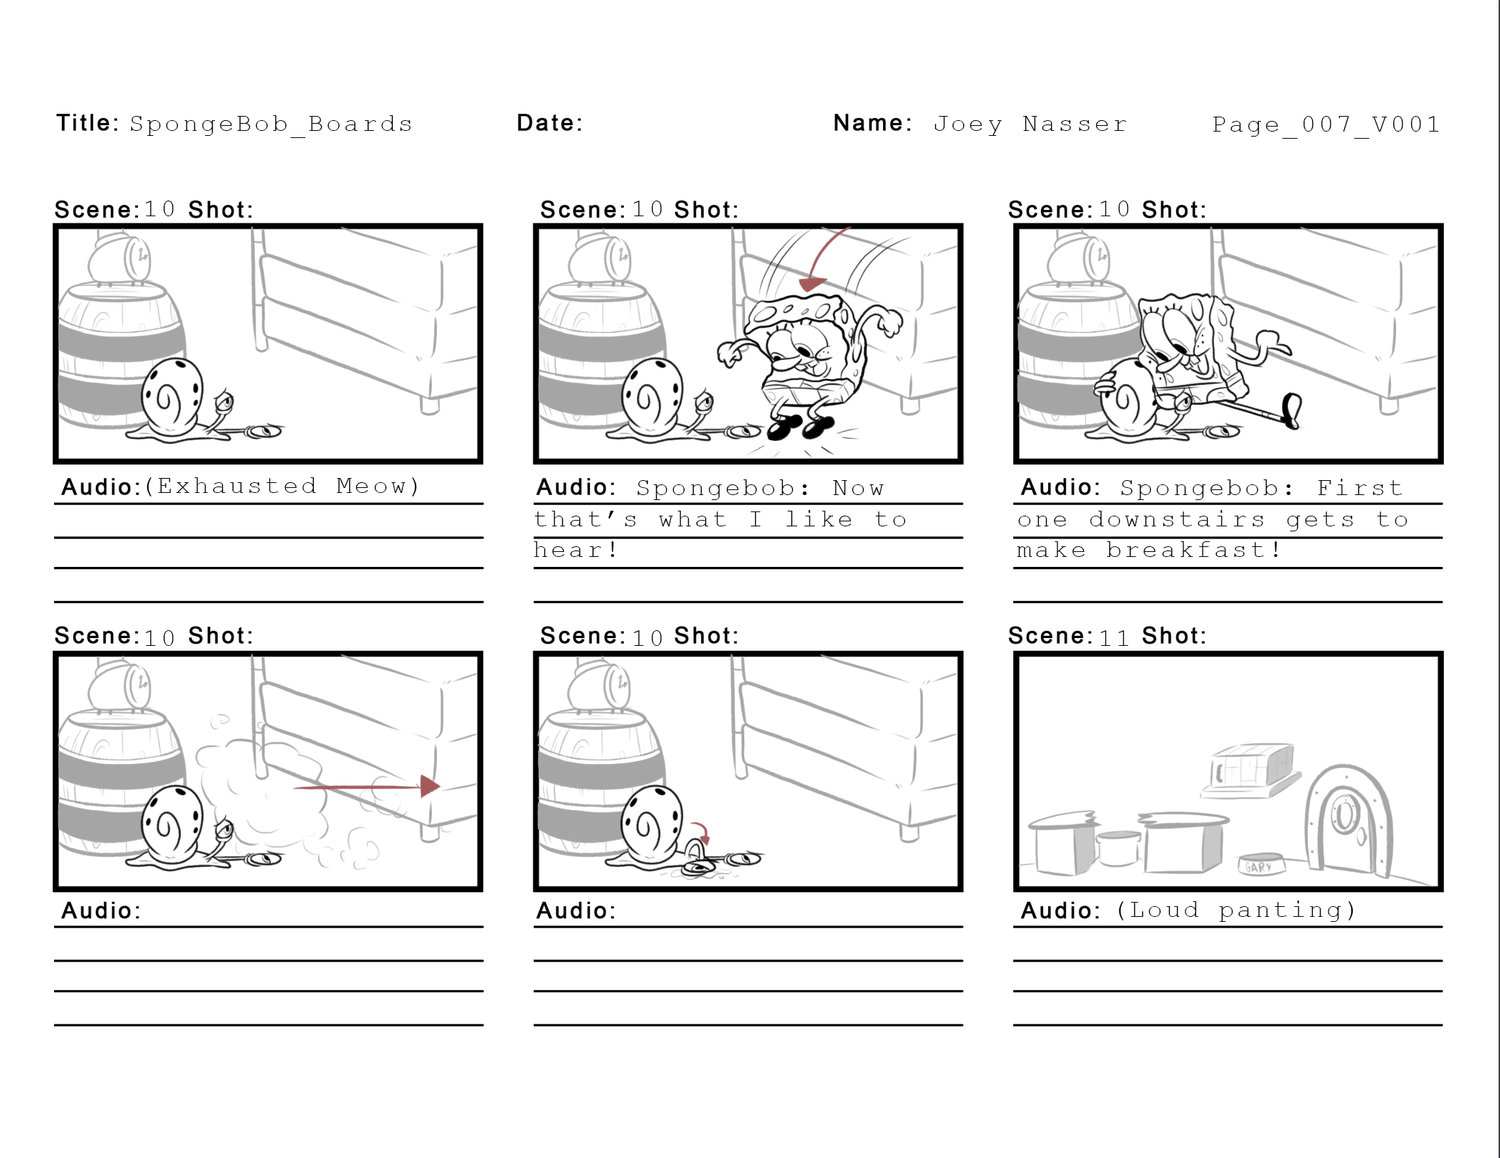 Title: SpongeBob_Boards Date: Name: Joey Nasser Page_007_V001
Scene: 10 Shot:
Audio: (Exhausted Meow)
Scene: 10 Shot:
Audio: Spongebob: Now
that's what I like to
hear!
Scene: 10 Shot:
Audio: Spongebob: First
one downstairs gets to
make breakfast!
Scene: 10 Shot:
Audio:
Scene: 10 Shot:
Audio:
Scene: 11 Shot:
GARY
Audio: (Loud panting)